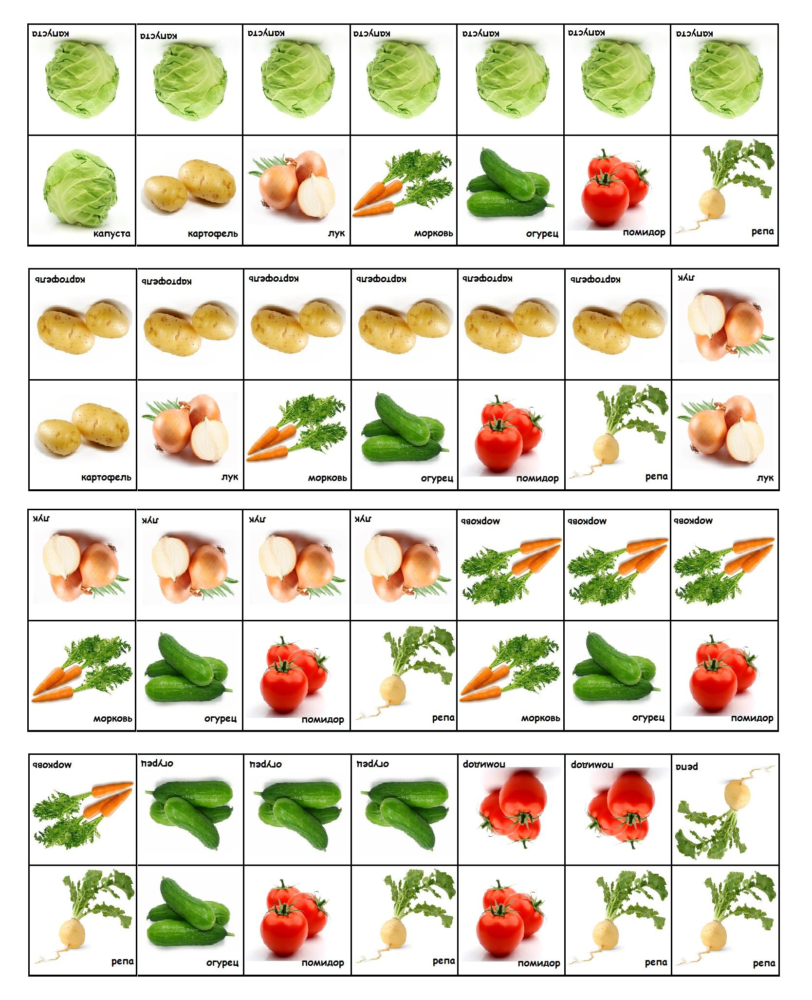 капуста
капуста
капуста
капуста
капуста
капуста
капуста
капуста
картофель
лук
морковь
огурец
помидор
репа
картофель
картофель
картофель
картофель
картофель
картофель
лук
картофель
лук
морковь
огурец
помидор
репа
лук
лук
лук
лук
лук
морковь
морковь
морковь
морковь
огурец
помидор
репа
морковь
огурец
помидор
морковь
огурец
огурец
огурец
помидор
помидор
репа
репа
огурец
помидор
репа
помидор
репа
репа